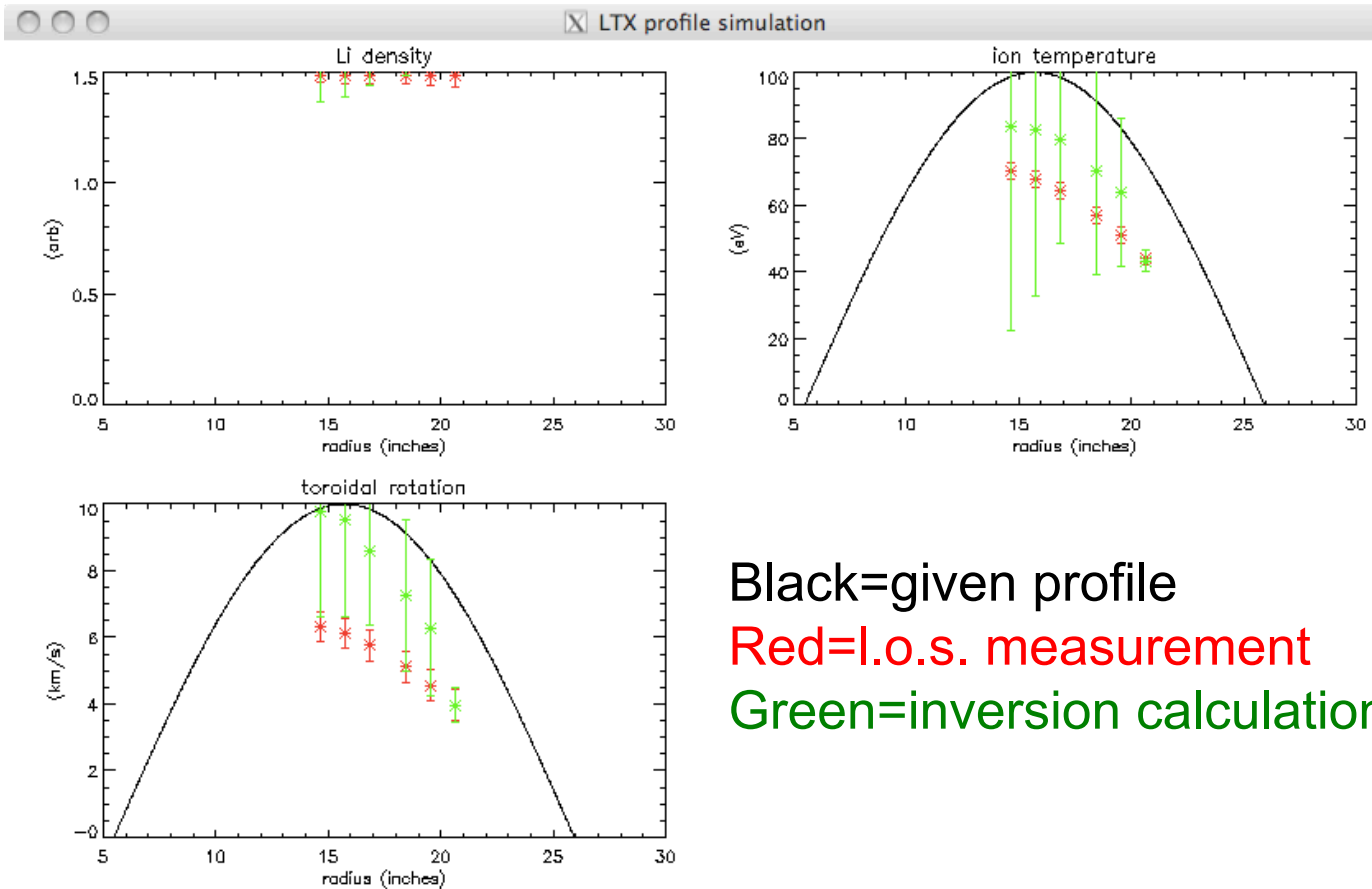 LTX profile simulation
Li density
1.5
1.0
0.5
0.0
(arb)
5 10 15 20 25 30
radius (inches)
ion temperature
100
80
60
40
20
0
(eV)
5 10 15 20 25 30
radius (inches)
toroidal rotation
10
8
6
4
2
-0
(km/s)
5 10 15 20 25 30
radius (inches)
Black=given profile
Red=l.o.s. measurement
Green=inversion calculation